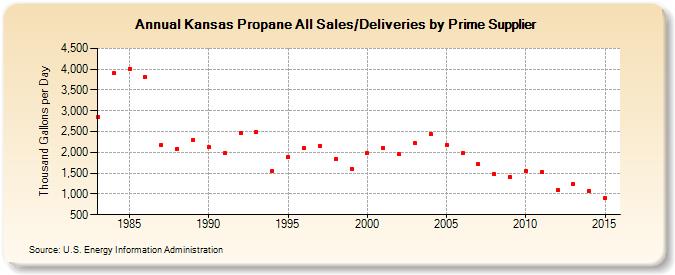 Annual Kansas Propane All Sales/Deliveries by Prime Supplier
Thousand Gallons per Day
4,500
4,000
3,500
3,000
2,500
2,000
1,500
1,000
500
1985 1990 1995 2000 2005 2010 2015
Source: U.S. Energy Information Administration